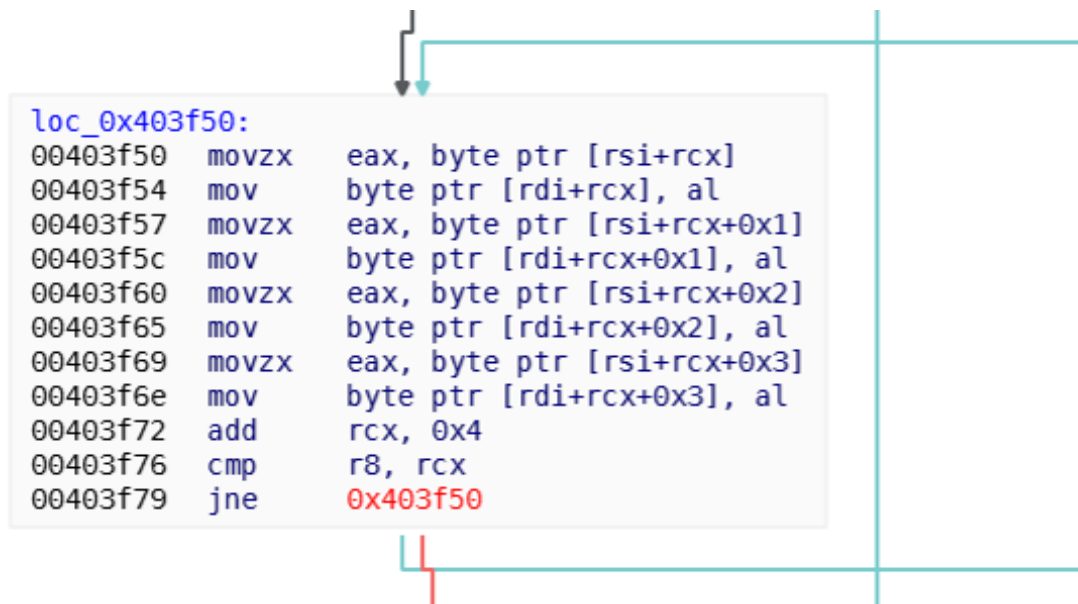 loc_0x403f50:
00403f50 movzx eax, byte ptr [rsi+rcx]
00403f54 mov byte ptr [rdi+rcx], al
00403f57 movzx eax, byte ptr [rsi+rcx+0x1]
00403f5c mov byte ptr [rdi+rcx+0x1], al
00403f60 movzx eax, byte ptr [rsi+rcx+0x2]
00403f65 mov byte ptr [rdi+rcx+0x2], al
00403f69 movzx eax, byte ptr [rsi+rcx+0x3]
00403f6e mov byte ptr [rdi+rcx+0x3], al
00403f72 add rcx, 0x4
00403f76 cmp r8, rcx
00403f79 jne 0x403f50